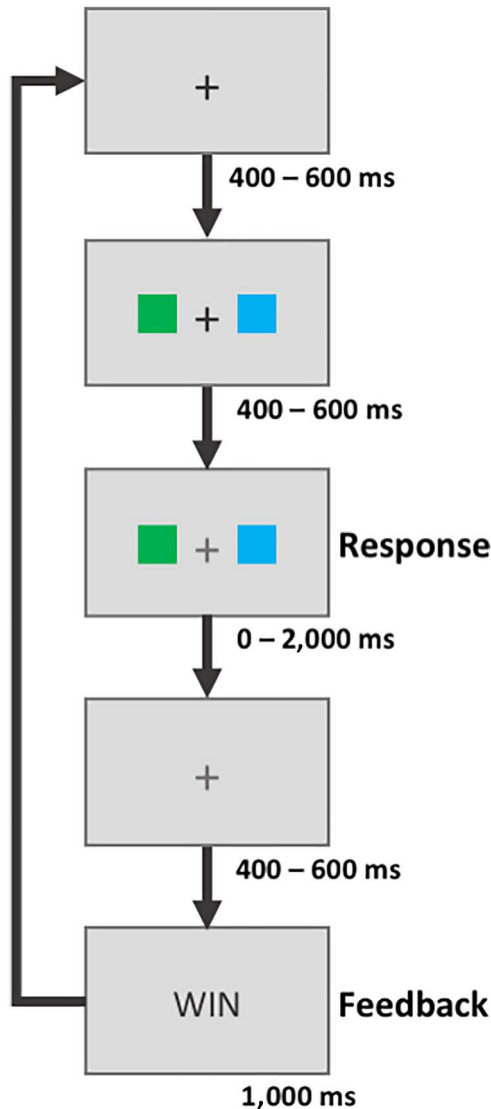 +
400 – 600 ms
+
400 – 600 ms
+
Response
0 – 2,000 ms
+
400 – 600 ms
WIN
Feedback
1,000 ms